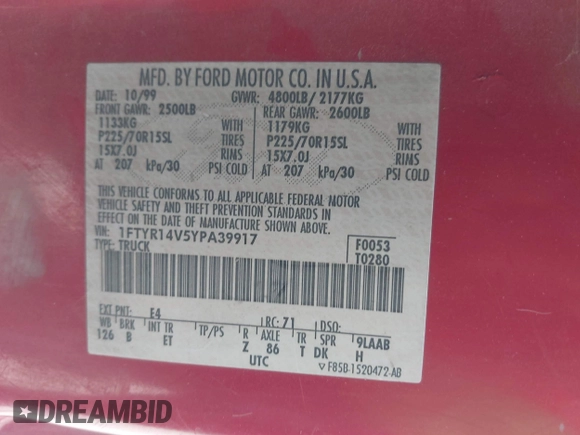 MFD. BY FORD MOTOR CO. IN U.S.A.
DATE: 10/99 GVWR: 4800LB/ 2177KG
FRONT GAWR: 2500LB REAR GAWR: 2600LB
1133KG WITH 1179KG WITH
P225/70R15SL TIRES P225/70R15SL TIRES
15X7.0J RIMS 15X7.0J RIMS
AT 207 kPa/30 PSI COLD AT 207 kPa/30 PSI COLD
THIS VEHICLE CONFORMS TO ALL APPLICABLE FEDERAL MOTOR
VEHICLE SAFETY AND THEFT PREVENTION STANDARDS IN
EFFECT ON THE DATE OF MANUFACTURE SHOWN ABOVE.
VIN: 1FTYR14V5YPA39917 F0053
TYPE: TRUCK T0280
EXT PNT: E4 RC: 71 DSO:
WB BRK INT TR TP/PS R AXLE TR SPR 9LAAB
126 B ET Z 86 T DK H
UTC ▽ F85B-1520472-AB
DREAMBID